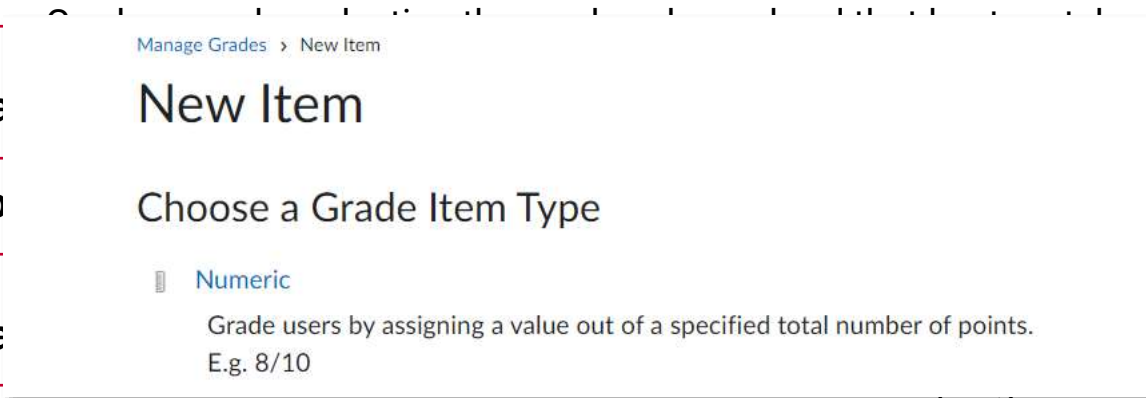 Manage Grades › New Item
New Item
Choose a Grade Item Type
Numeric
Grade users by assigning a value out of a specified total number of points.
E.g. 8/10